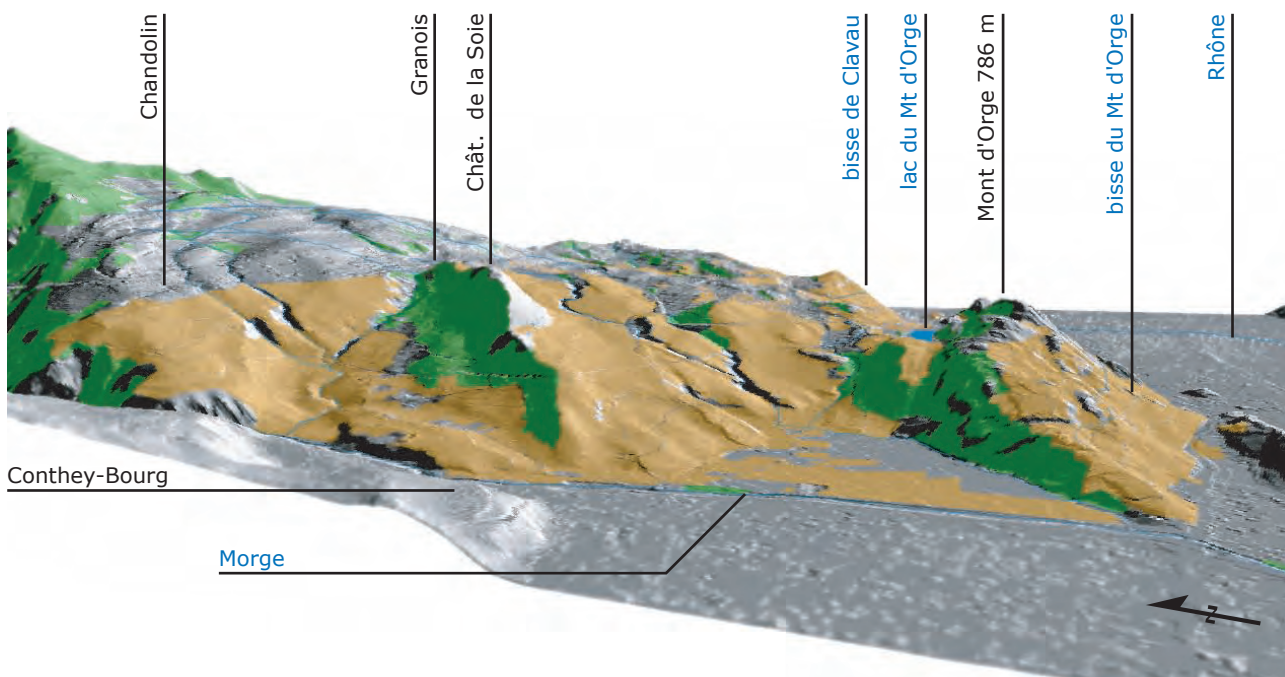 Chandolin
Granois
Chât. de la Soie
bisse de Clavau
lac du Mt d'Orge
Mont d'Orge 786 m
bisse du Mt d'Orge
Rhône
Conthey-Bourg
Morge
N